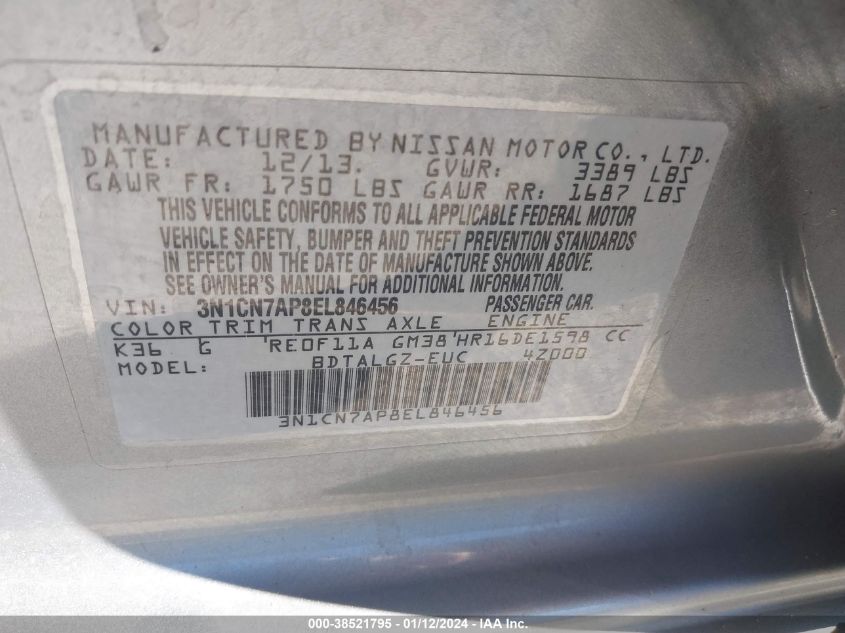 MANUFACTURED BY NISSAN MOTOR CO., LTD.
DATE: 12/13. GVWR: 3389 LBS
GAWR FR: 1750 LBS GAWR RR: 1687 LBS
THIS VEHICLE CONFORMS TO ALL APPLICABLE FEDERAL MOTOR
VEHICLE SAFETY, BUMPER AND THEFT PREVENTION STANDARDS
IN EFFECT ON THE DATE OF MANUFACTURE SHOWN ABOVE.
SEE OWNER'S MANUAL FOR ADDITIONAL INFORMATION.
VIN: 3N1CN7AP8EL846456 PASSENGER CAR.
COLOR TRIM TRANS AXLE ENGINE
K36 G 'RE0F11A GM38'HR16DE1598 CC
MODEL: BDTALGZ-EUC 4Z000
3N1CN7AP8EL846456
000-38521795 - 01/12/2024 - IAAI.com